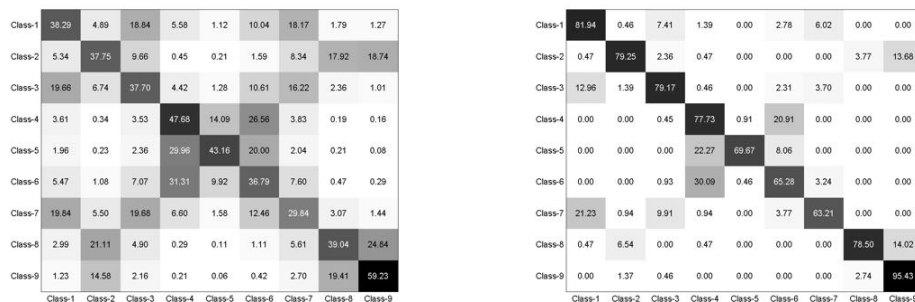 Class-1 38.29 4.89 18.84 5.58 1.12 10.04 18.17 1.79 1.27
Class-2 5.34 37.75 9.66 0.45 0.21 1.59 8.34 17.92 18.74
Class-3 19.66 6.74 37.70 4.42 1.28 10.61 16.22 2.36 1.01
Class-4 3.61 0.34 3.53 47.68 14.09 26.56 3.83 0.19 0.16
Class-5 1.96 0.23 2.36 29.96 43.16 20.00 2.04 0.21 0.08
Class-6 5.47 1.08 7.07 31.31 9.92 36.79 7.60 0.47 0.29
Class-7 19.84 5.50 19.68 6.60 1.58 12.46 29.84 3.07 1.44
Class-8 2.99 21.11 4.90 0.29 0.11 1.11 5.61 39.04 24.84
Class-9 1.23 14.58 2.16 0.21 0.06 0.42 2.70 19.41 59.23
Class-1 Class-2 Class-3 Class-4 Class-5 Class-6 Class-7 Class-8 Class-9
Class-1 81.94 0.46 7.41 1.39 0.00 2.78 6.02 0.00 0.00
Class-2 0.47 79.25 2.36 0.47 0.00 0.00 0.00 3.77 13.68
Class-3 12.96 1.39 79.17 0.46 0.00 2.31 3.70 0.00 0.00
Class-4 0.00 0.00 0.45 77.73 0.91 20.91 0.00 0.00 0.00
Class-5 0.00 0.00 0.00 22.27 69.67 8.06 0.00 0.00 0.00
Class-6 0.00 0.00 0.93 30.09 0.46 65.28 3.24 0.00 0.00
Class-7 21.23 0.94 9.91 0.94 0.00 3.77 63.21 0.00 0.00
Class-8 0.47 6.54 0.00 0.47 0.00 0.00 0.00 78.50 14.02
Class-9 0.00 1.37 0.46 0.00 0.00 0.00 0.00 2.74 95.43
Class-1 Class-2 Class-3 Class-4 Class-5 Class-6 Class-7 Class-8 Class-9